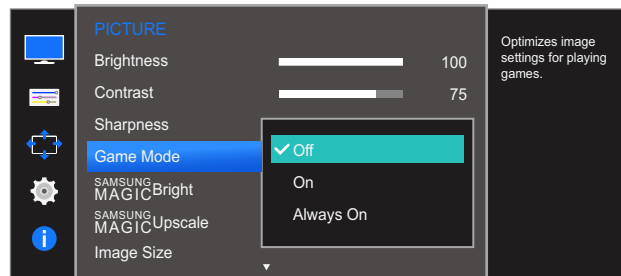 PICTURE
Brightness 100
Contrast 75
Sharpness
Game Mode
Off
On
Always On
SAMSUNG
MAGICBright
SAMSUNG
MAGICUpscale
Image Size
Optimizes image
settings for playing
games.
i